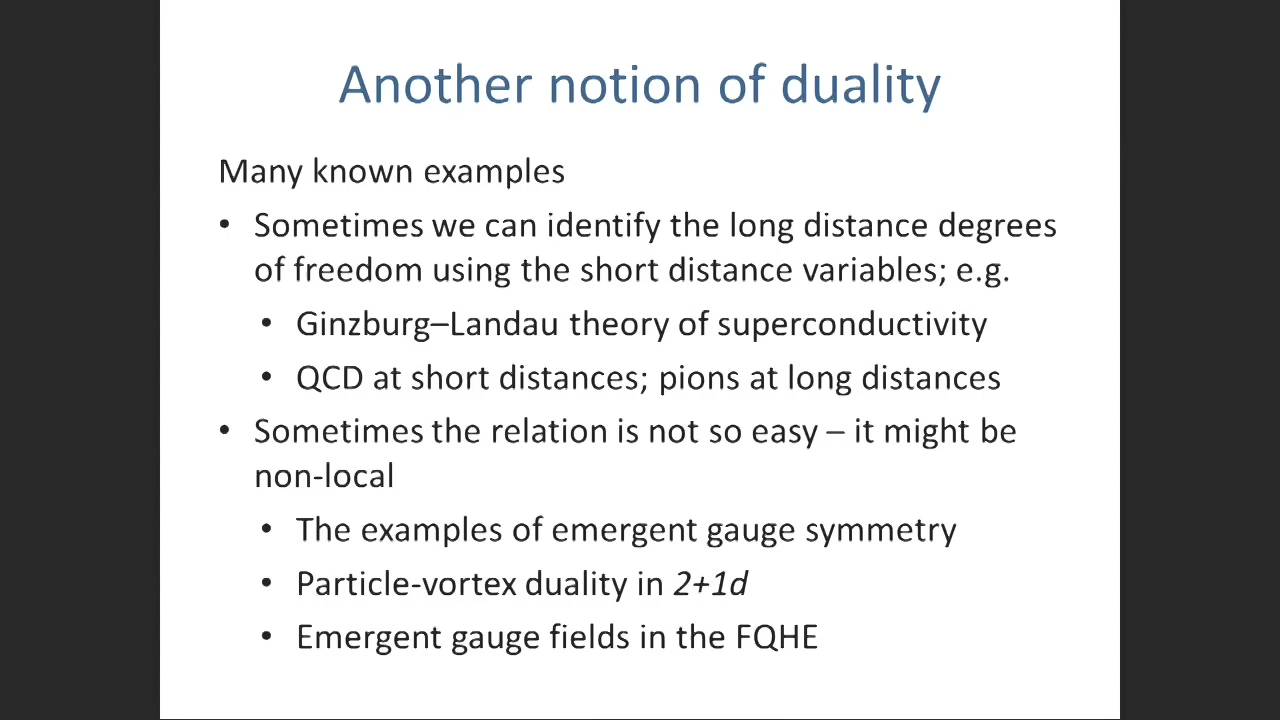 Another notion of duality
Many known examples
• Sometimes we can identify the long distance degrees
of freedom using the short distance variables; e.g.
• Ginzburg–Landau theory of superconductivity
• QCD at short distances; pions at long distances
• Sometimes the relation is not so easy – it might be
non-local
• The examples of emergent gauge symmetry
• Particle-vortex duality in 2+1d
• Emergent gauge fields in the FQHE